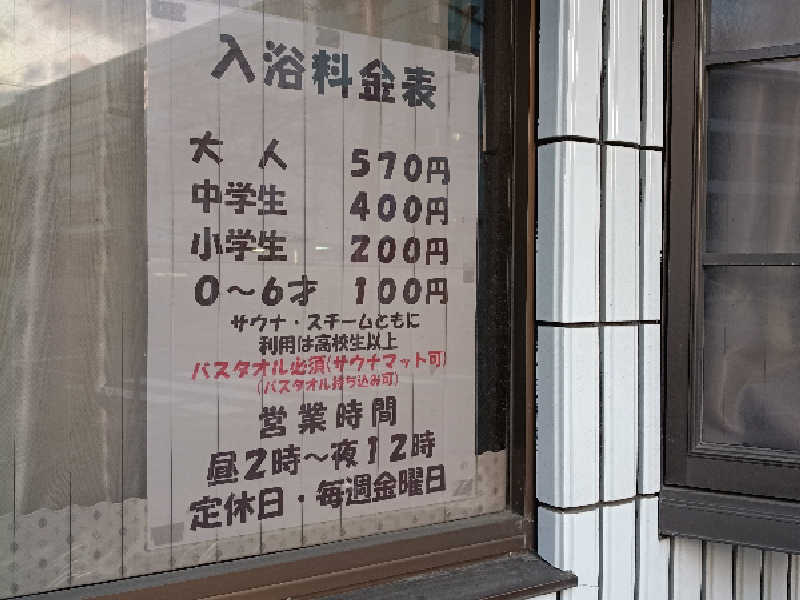 入浴料金表
大人 570円
中学生 400円
小学生 200円
0～6才 100円
サウナ・スチームともに
利用は高校生以上
バスタオル必須(サウナマット可)
(バスタオル持ち込み可)
営業時間
昼2時～夜12時
定休日・毎週金曜日